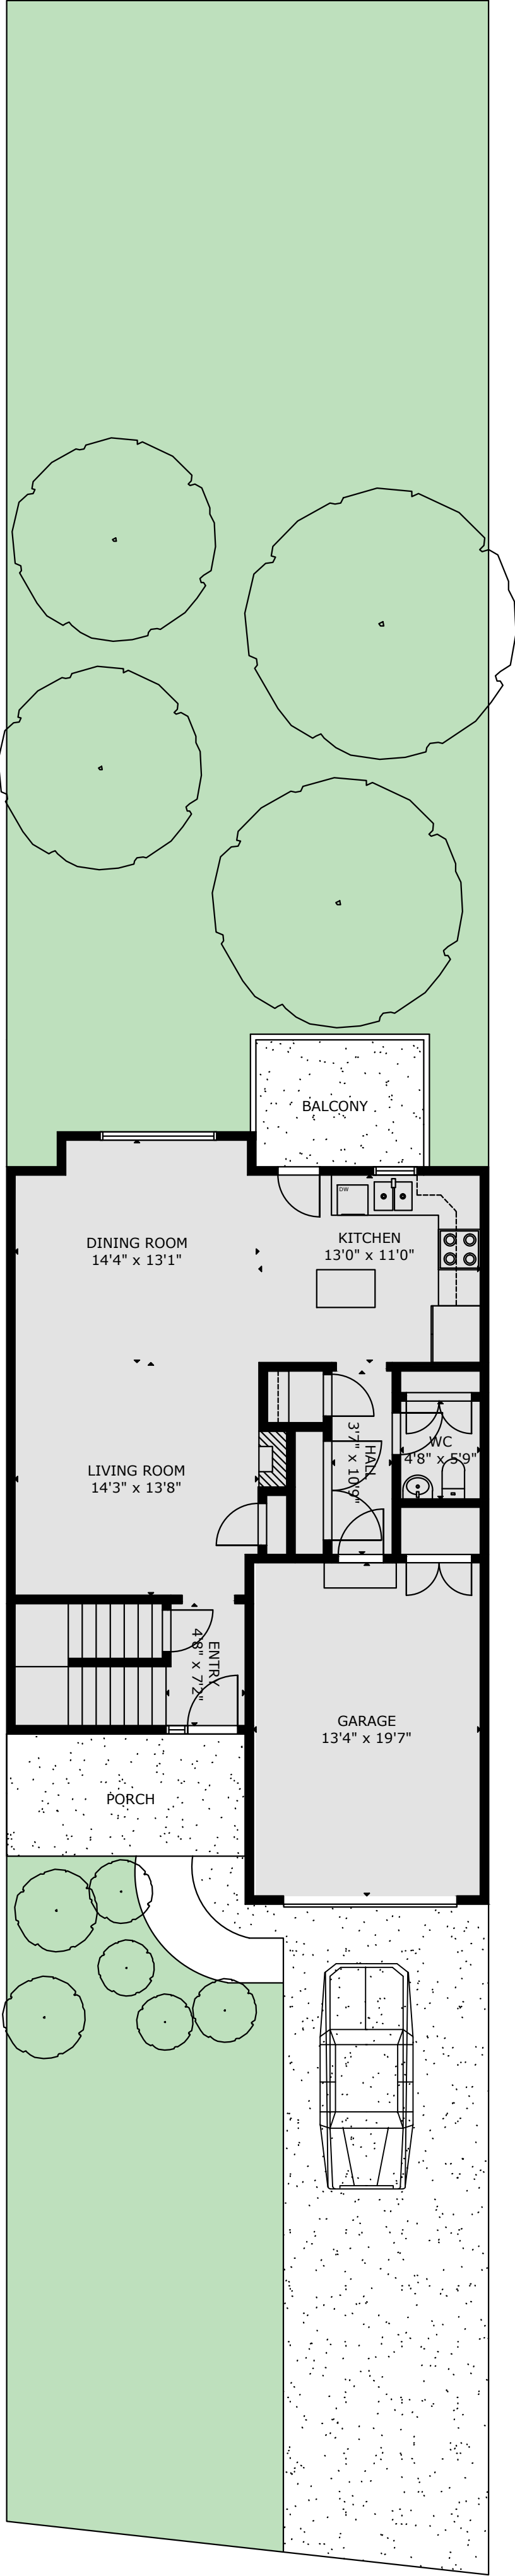 BALCONY
DW
DINING ROOM
14'4" x 13'1"
KITCHEN
13'0" x 11'0"
LIVING ROOM
14'3" x 13'8"
HALL
3'7" x 10'9"
WC
4'8" x 5'9"
ENTRY
4'8" x 7'2"
GARAGE
13'4" x 19'7"
PORCH